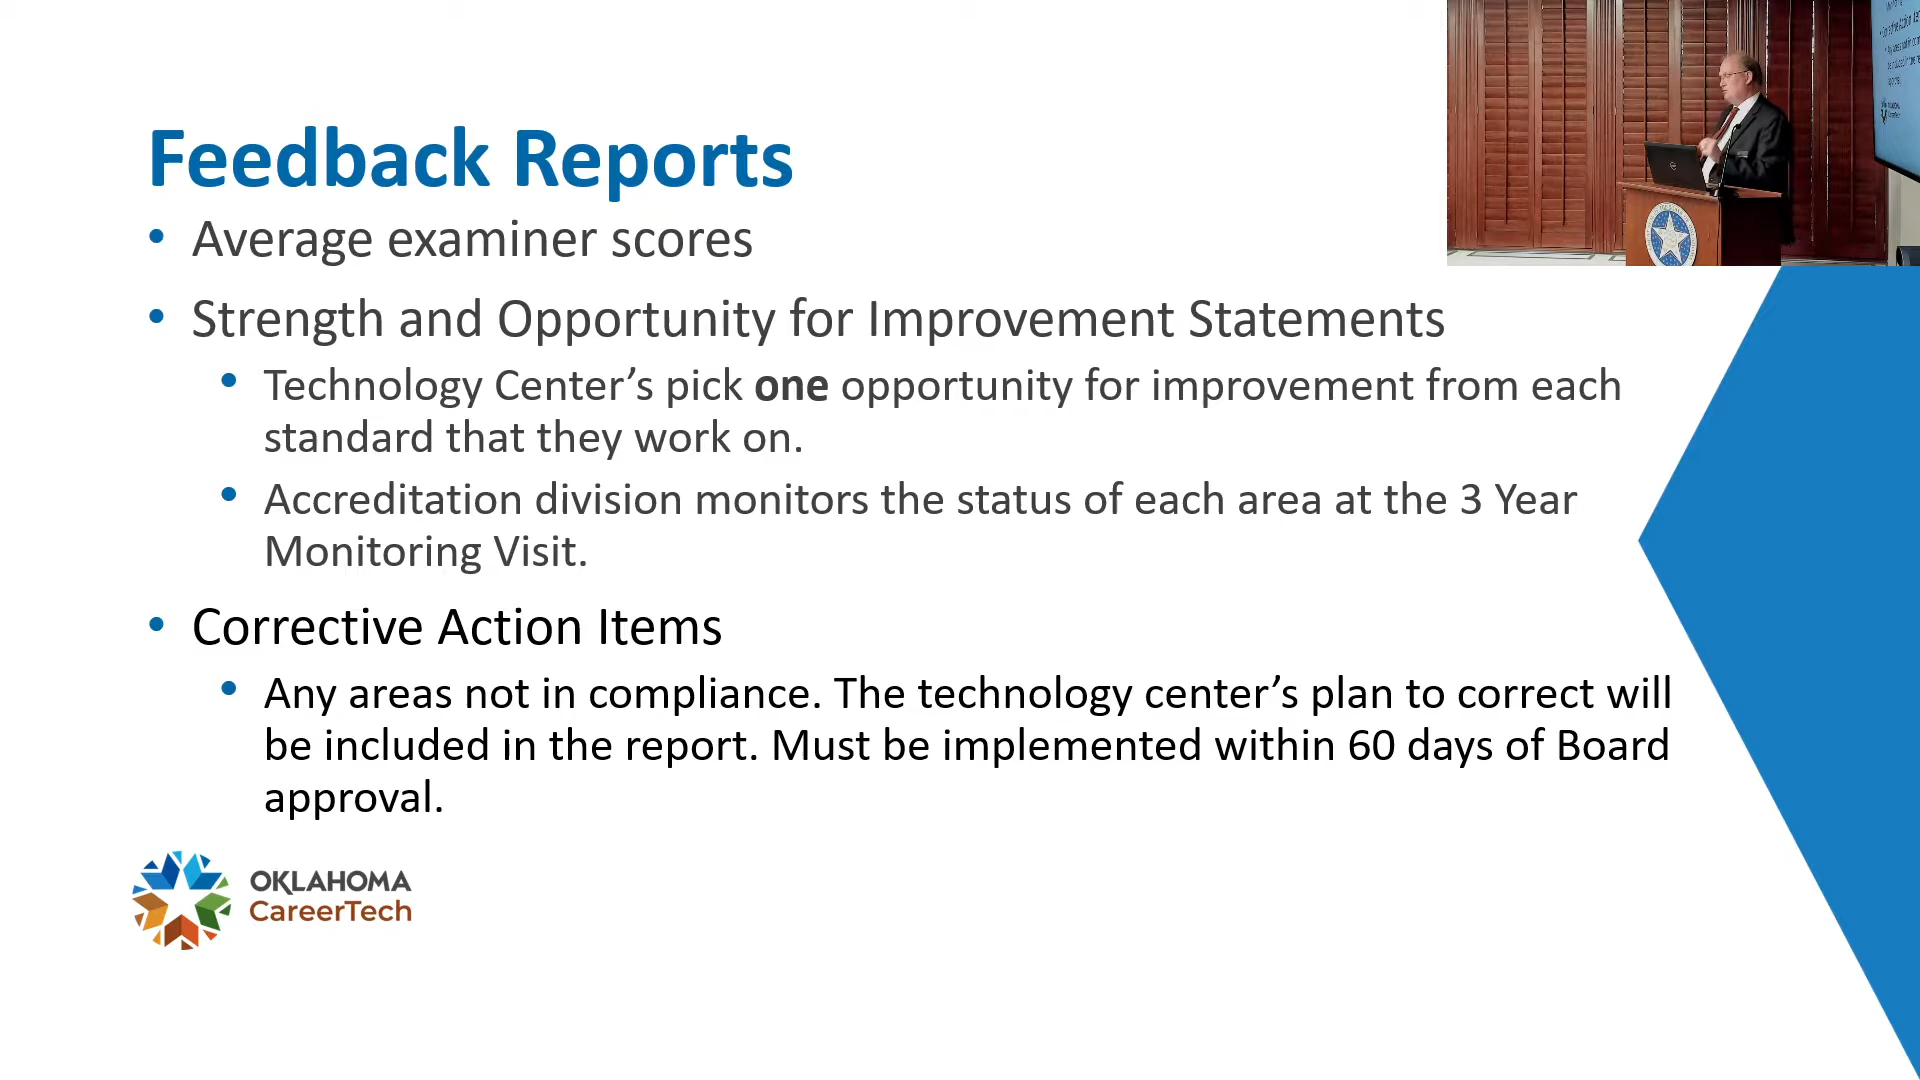 Feedback Reports
• Average examiner scores
• Strength and Opportunity for Improvement Statements
• Technology Center’s pick one opportunity for improvement from each
standard that they work on.
• Accreditation division monitors the status of each area at the 3 Year
Monitoring Visit.
• Corrective Action Items
• Any areas not in compliance. The technology center’s plan to correct will
be included in the report. Must be implemented within 60 days of Board
approval.
OKLAHOMA
CareerTech